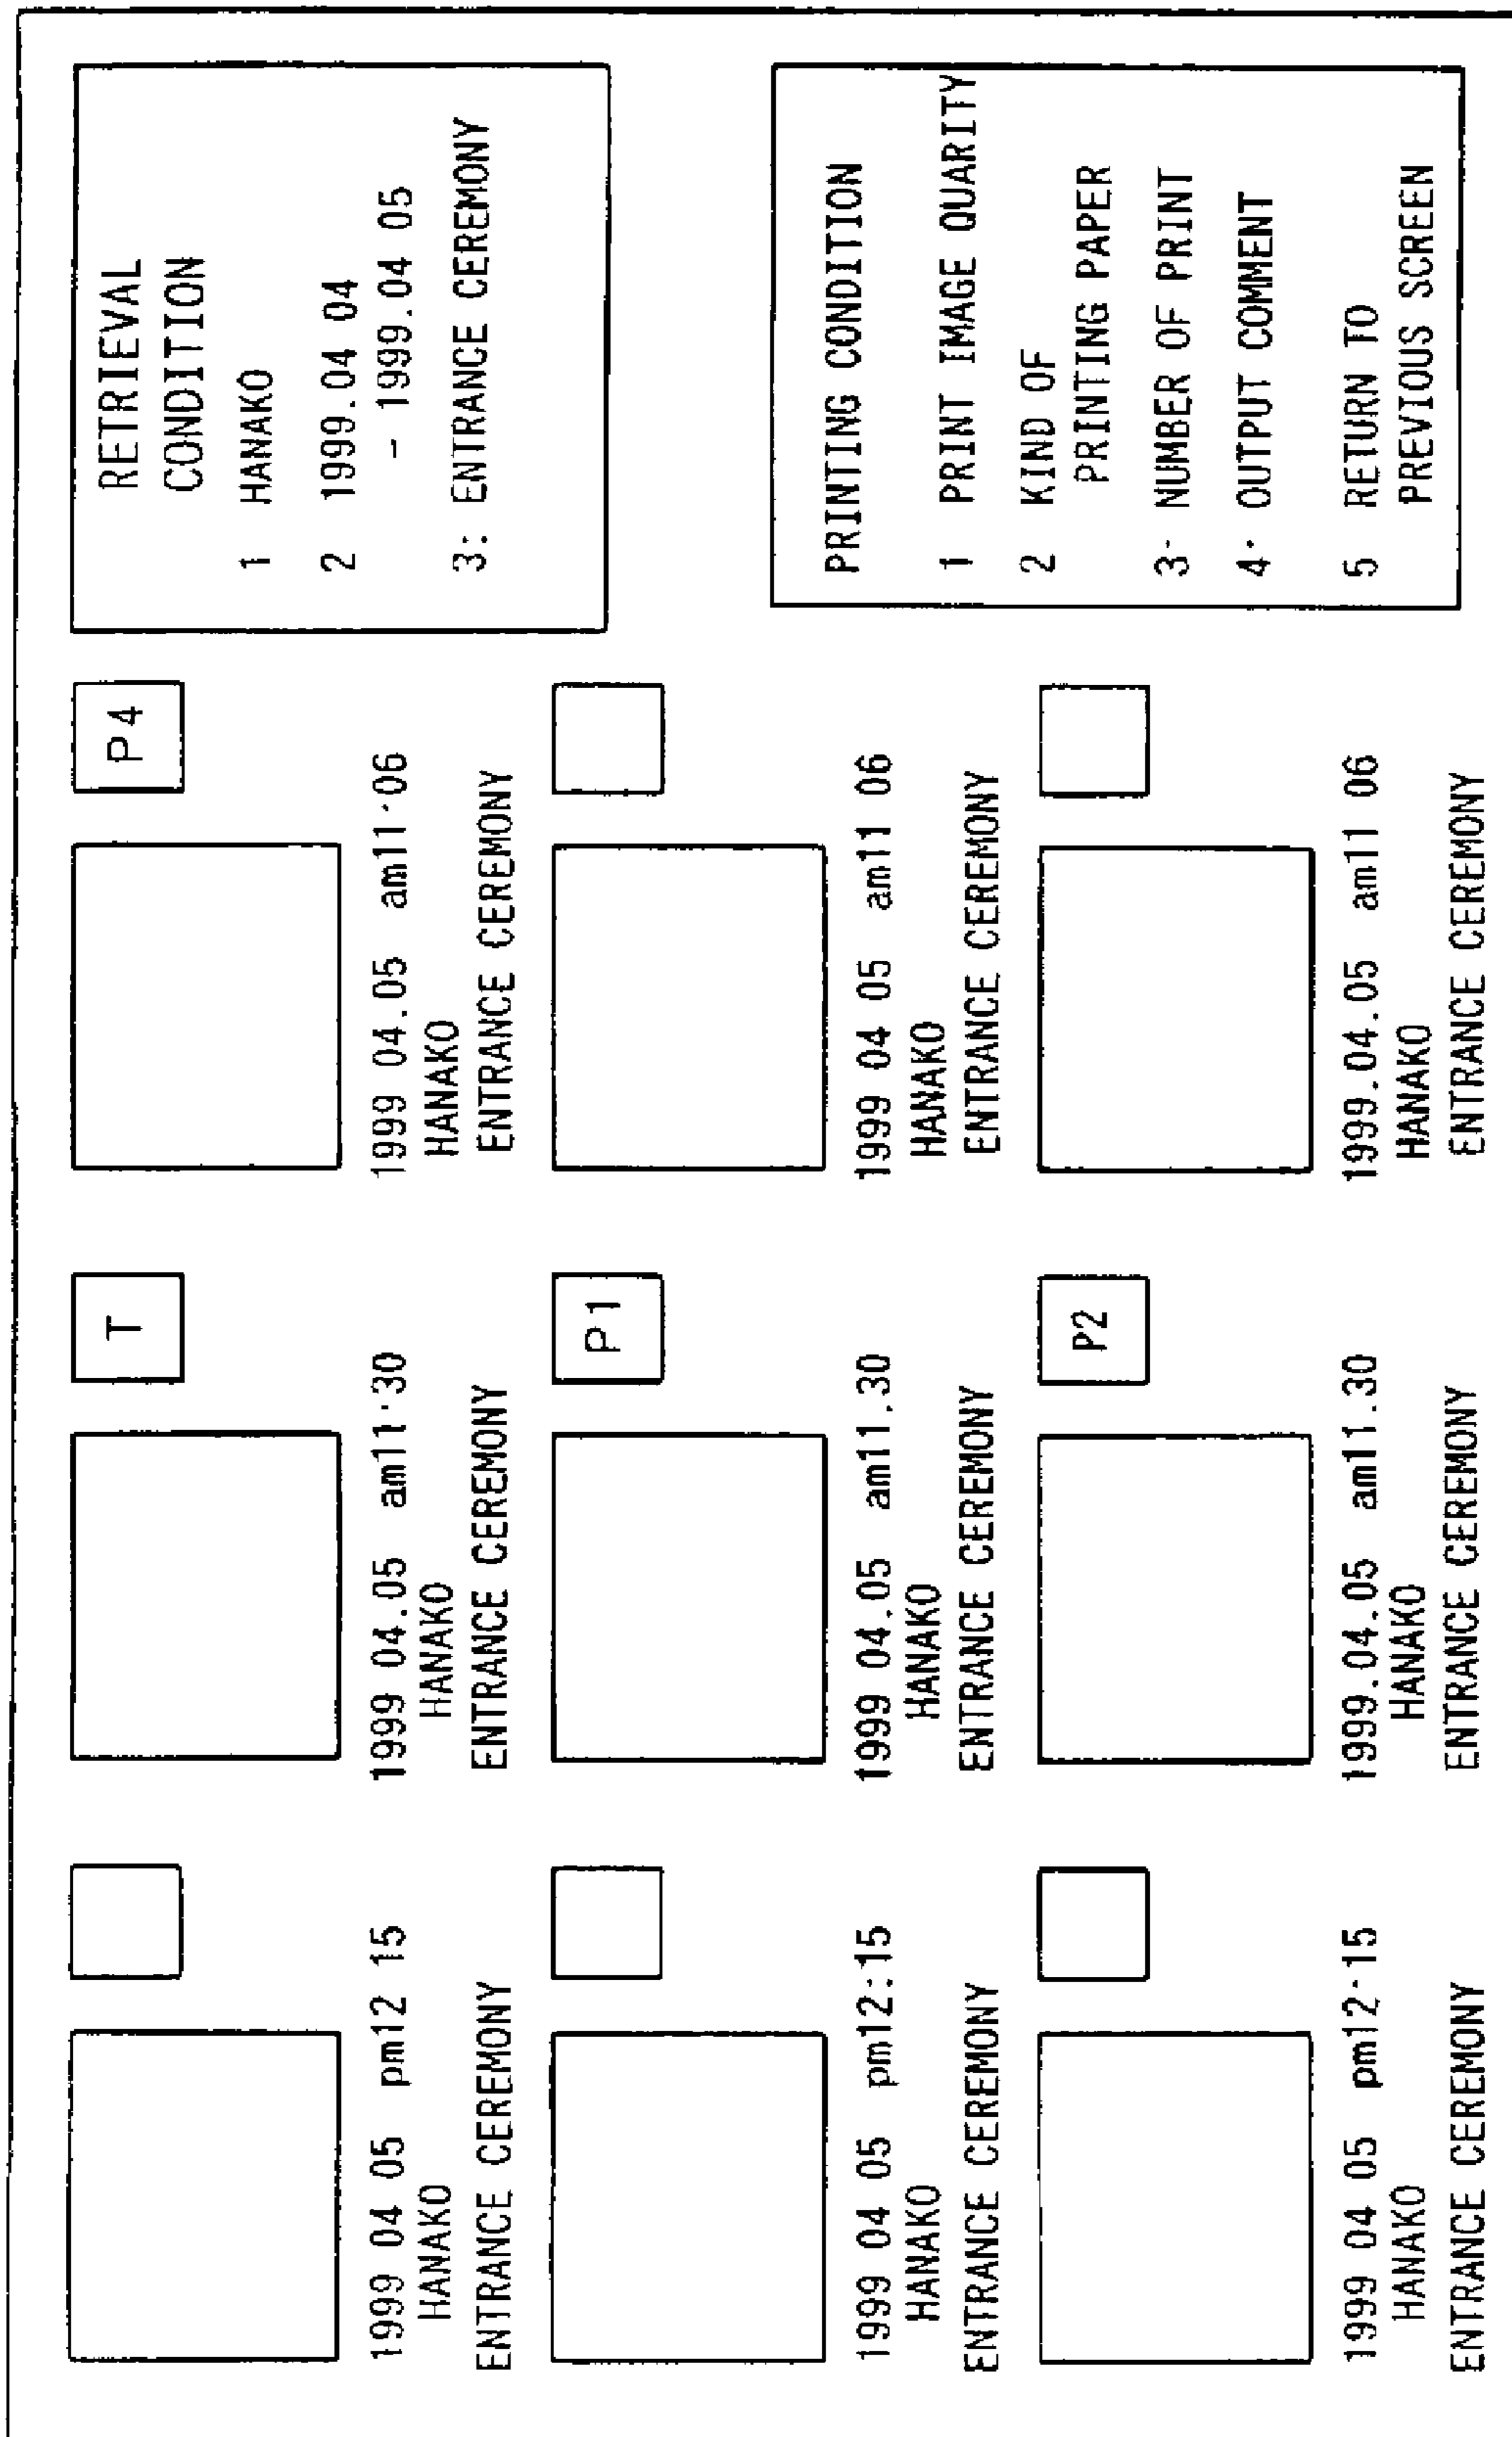 T
P4
1999 04 05 pm12 15
HANAKO
ENTRANCE CEREMONY
1999 04.05 am11·30
HANAKO
ENTRANCE CEREMONY
1999 04.05 am11·06
HANAKO
ENTRANCE CEREMONY
RETRIEVAL
CONDITION
1 HANAKO
2 1999.04 04
- 1999.04 05
3: ENTRANCE CEREMONY
P1
1999 04 05 pm12:15
HANAKO
ENTRANCE CEREMONY
1999 04.05 am11.30
HANAKO
ENTRANCE CEREMONY
1999 04 05 am11 06
HANAKO
ENTRANCE CEREMONY
P2
1999 04 05 pm12·15
HANAKO
ENTRANCE CEREMONY
1999.04.05 am11.30
HANAKO
ENTRANCE CEREMONY
1999.04.05 am11 06
HANAKO
ENTRANCE CEREMONY
PRINTING CONDITION
1 PRINT IMAGE QUARITY
2 KIND OF
PRINTING PAPER
3· NUMBER OF PRINT
4· OUTPUT COMMENT
5 RETURN TO
PREVIOUS SCREEN